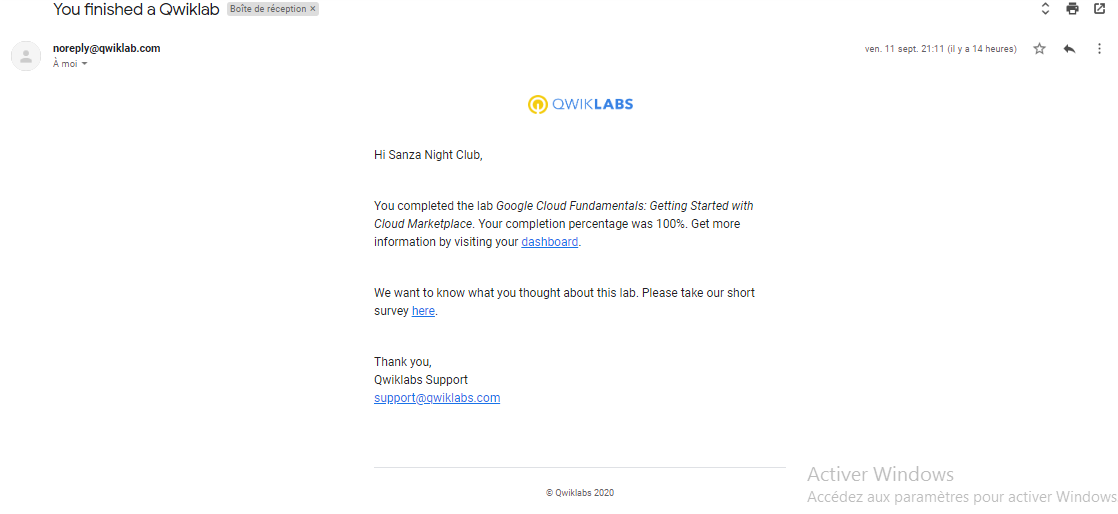 You finished a Qwiklab Boîte de réception ×
noreply@qwiklab.com
ven. 11 sept. 21:11 (il y a 14 heures)
À moi
QWIKLABS
Hi Sanza Night Club,
You completed the lab Google Cloud Fundamentals: Getting Started with
Cloud Marketplace. Your completion percentage was 100%. Get more
information by visiting your dashboard.
We want to know what you thought about this lab. Please take our short
survey here.
Thank you,
Qwiklabs Support
support@qwiklabs.com
© Qwiklabs 2020
Activer Windows
Accédez aux paramètres pour activer Windows